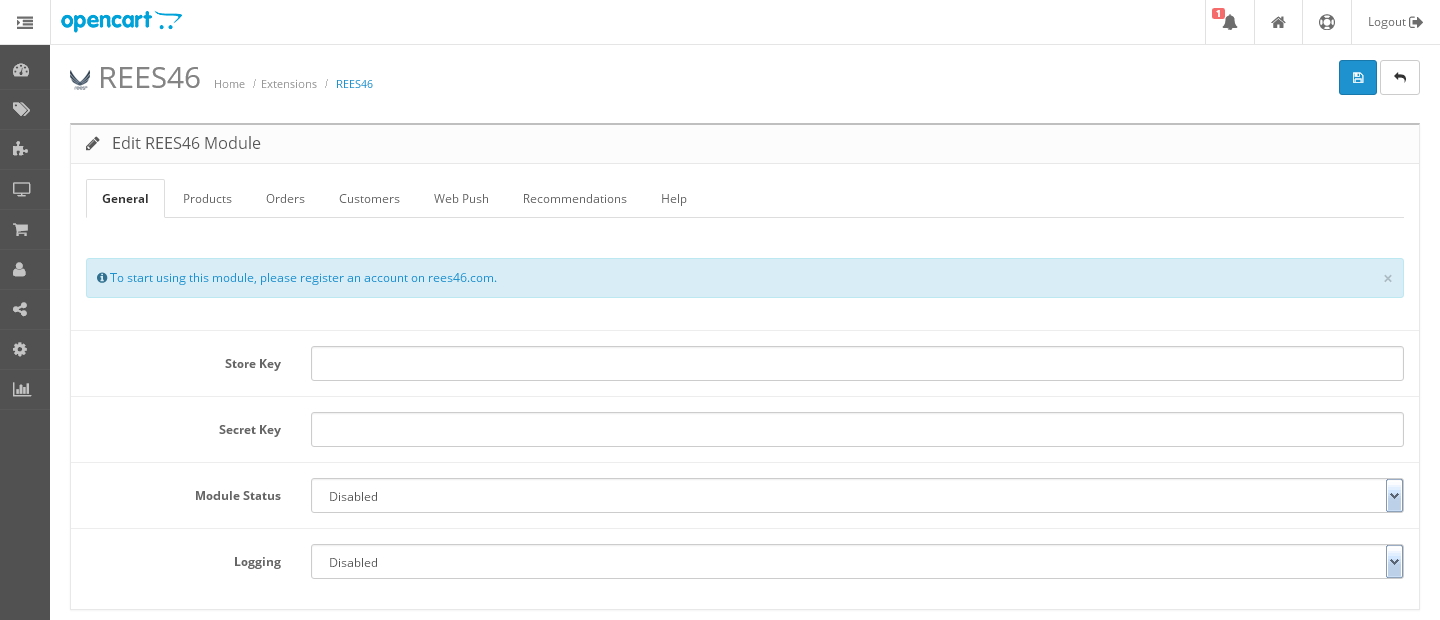 opencart
1
Logout
REES46 Home / Extensions / REES46
Edit REES46 Module
General Products Orders Customers Web Push Recommendations Help
To start using this module, please register an account on rees46.com. ×
Store Key
Secret Key
Module Status Disabled
Logging Disabled